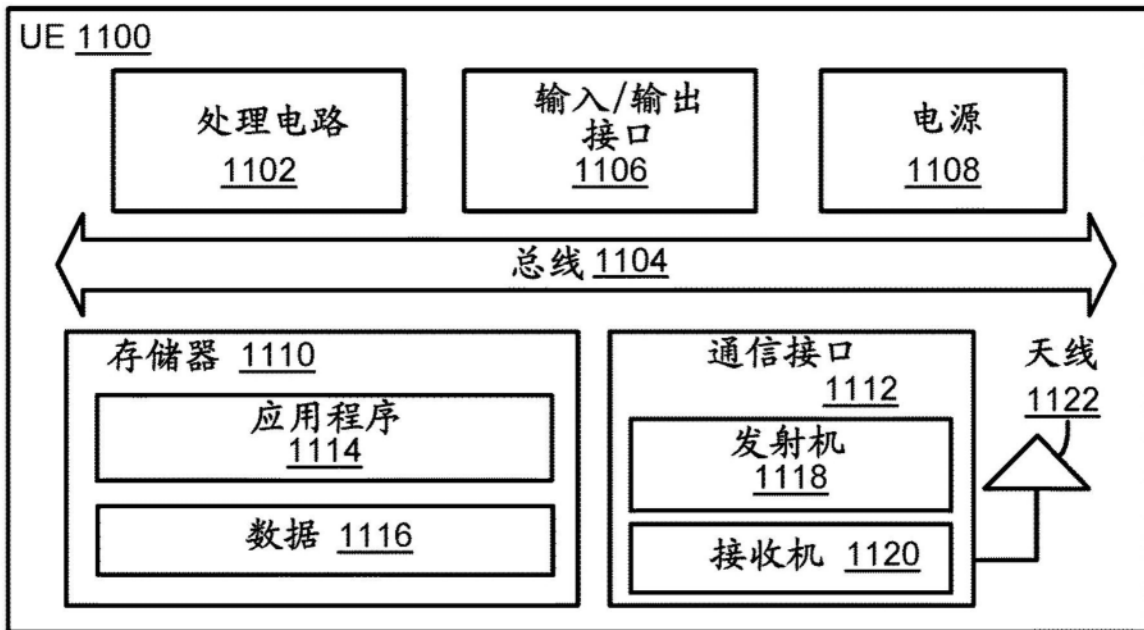 UE 1100
处理电路
1102
输入/输出
接口
1106
电源
1108
总线 1104
存储器 1110
应用程序
1114
数据 1116
通信接口
1112
发射机
1118
接收机 1120
天线
1122